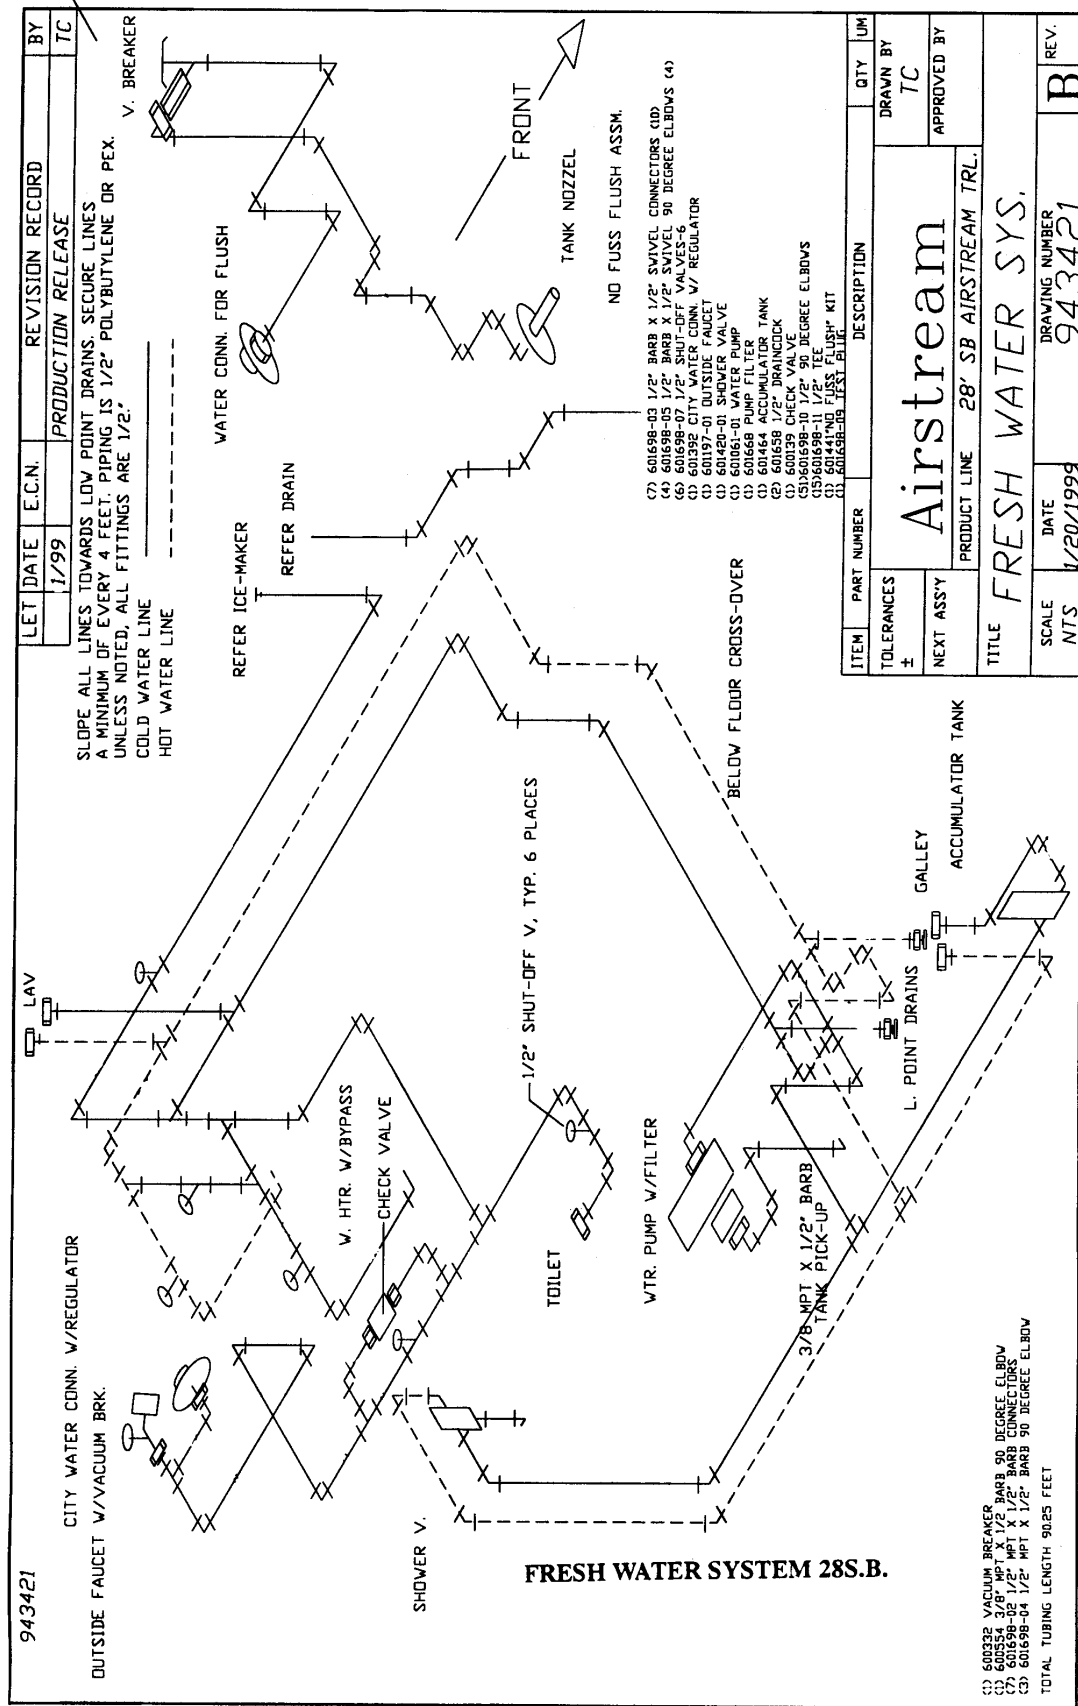 943421
CITY WATER CONN. W/REGULATOR
OUTSIDE FAUCET W/VACUUM BRK.
LAV
LET DATE E.C.N. REVISION RECORD BY
1/99 PRODUCTION RELEASE TC
SLOPE ALL LINES TOWARDS LOW POINT DRAINS. SECURE LINES
A MINIMUM OF EVERY 4 FEET. PIPING IS 1/2" POLYBUTYLENE OR PEX.
UNLESS NOTED, ALL FITTINGS ARE 1/2."
COLD WATER LINE
HOT WATER LINE
V. BREAKER
WATER CONN. FOR FLUSH
REFER ICE-MAKER
REFER DRAIN
FRONT
TANK NOZZEL
NO FUSS FLUSH ASSM.
W. HTR. W/BYPASS
CHECK VALVE
1/2" SHUT-OFF V, TYP. 6 PLACES
TOILET
SHOWER V.
WTR. PUMP W/FILTER
3/8 MPT X 1/2" BARB
TANK PICK-UP
BELOW FLOOR CROSS-OVER
L. POINT DRAINS
GALLEY
ACCUMULATOR TANK
FRESH WATER SYSTEM 28S.B.
(7) 601698-03 1/2" BARB X 1/2" SWIVEL CONNECTORS (10)
(4) 601698-05 1/2" BARB X 1/2" SWIVEL 90 DEGREE ELBOWS (4)
(6) 601698-07 1/2" SHUT-OFF VALVES-6
(1) 601392 CITY WATER CONN. W/ REGULATOR
(1) 601197-01 OUTSIDE FAUCET
(1) 601420-01 SHOWER VALVE
(1) 601061-01 WATER PUMP
(1) 601668 PUMP FILTER
(1) 601464 ACCUMULATOR TANK
(2) 601658 1/2" DRAINCOCK
(1) 600139 CHECK VALVE
(51)601698-10 1/2" 90 DEGREE ELBOWS
(15)601698-11 1/2" TEE
(1) 601441"NO FUSS FLUSH" KIT
(1) 601698-09 TEST PLUG
ITEM PART NUMBER DESCRIPTION QTY UM
TOLERANCES
±
NEXT ASS'Y
Airstream
DRAWN BY
TC
APPROVED BY
PRODUCT LINE 28' SB AIRSTREAM TRL.
TITLE FRESH WATER SYS.
SCALE
NTS
DATE
1/20/1999
DRAWING NUMBER
943421
B
REV.
(1) 600332 VACUUM BREAKER
(1) 600554 3/8" MPT X 1/2 BARB 90 DEGREE ELBOW
(7) 601698-02 1/2" MPT X 1/2" BARB CONNECTORS
(3) 601698-04 1/2" MPT X 1/2" BARB 90 DEGREE ELBOW
TOTAL TUBING LENGTH 90.25 FEET